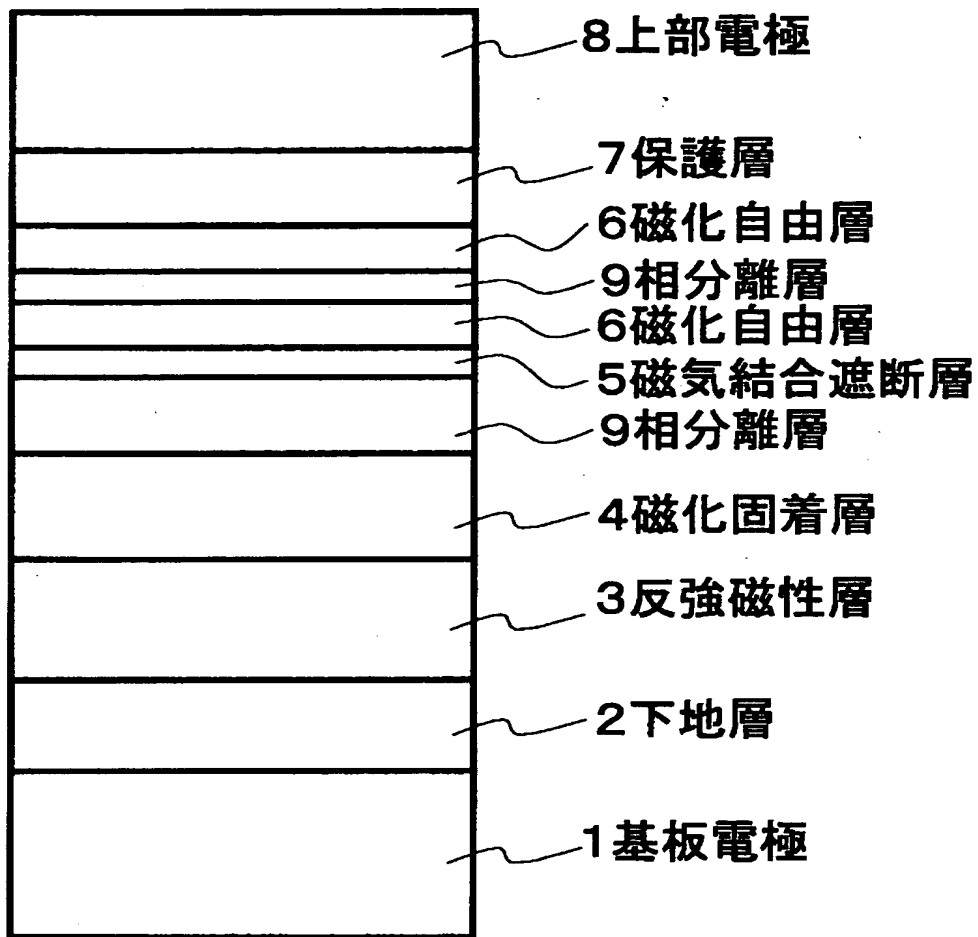 8上部電極
7保護層
6磁化自由層
9相分離層
6磁化自由層
5磁気結合遮断層
9相分離層
4磁化固着層
3反強磁性層
2下地層
1基板電極